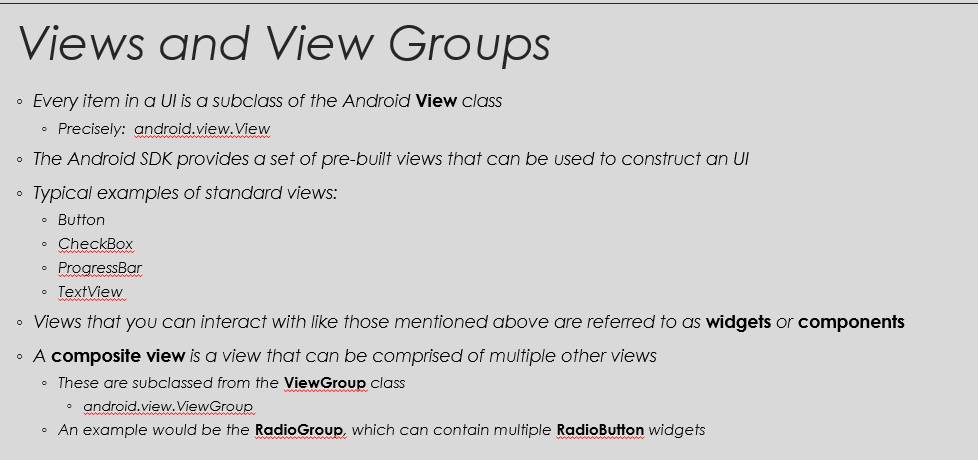 Views and View Groups
Every item in a UI is a subclass of the Android View class
Precisely: android.view.View
The Android SDK provides a set of pre-built views that can be used to construct an UI
Typical examples of standard views:
Button
CheckBox
ProgressBar
TextView
Views that you can interact with like those mentioned above are referred to as widgets or components
A composite view is a view that can be comprised of multiple other views
These are subclassed from the ViewGroup class
android.view.ViewGroup
An example would be the RadioGroup, which can contain multiple RadioButton widgets